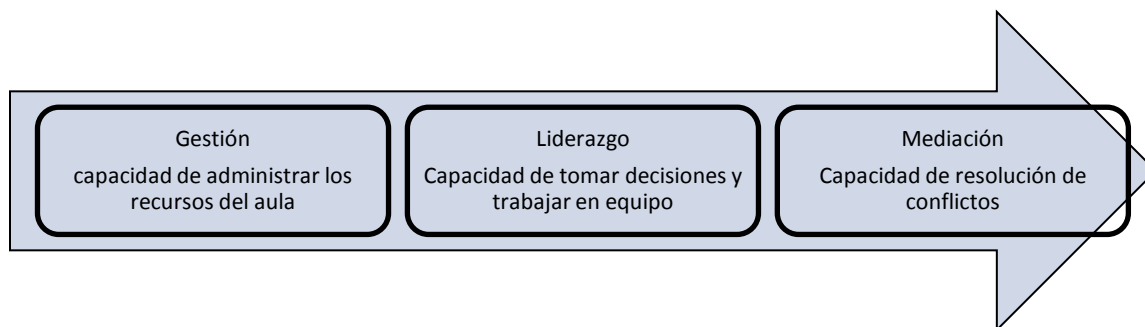 Gestión
capacidad de administrar los
recursos del aula
Liderazgo
Capacidad de tomar decisiones y
trabajar en equipo
Mediación
Capacidad de resolución de
conflictos